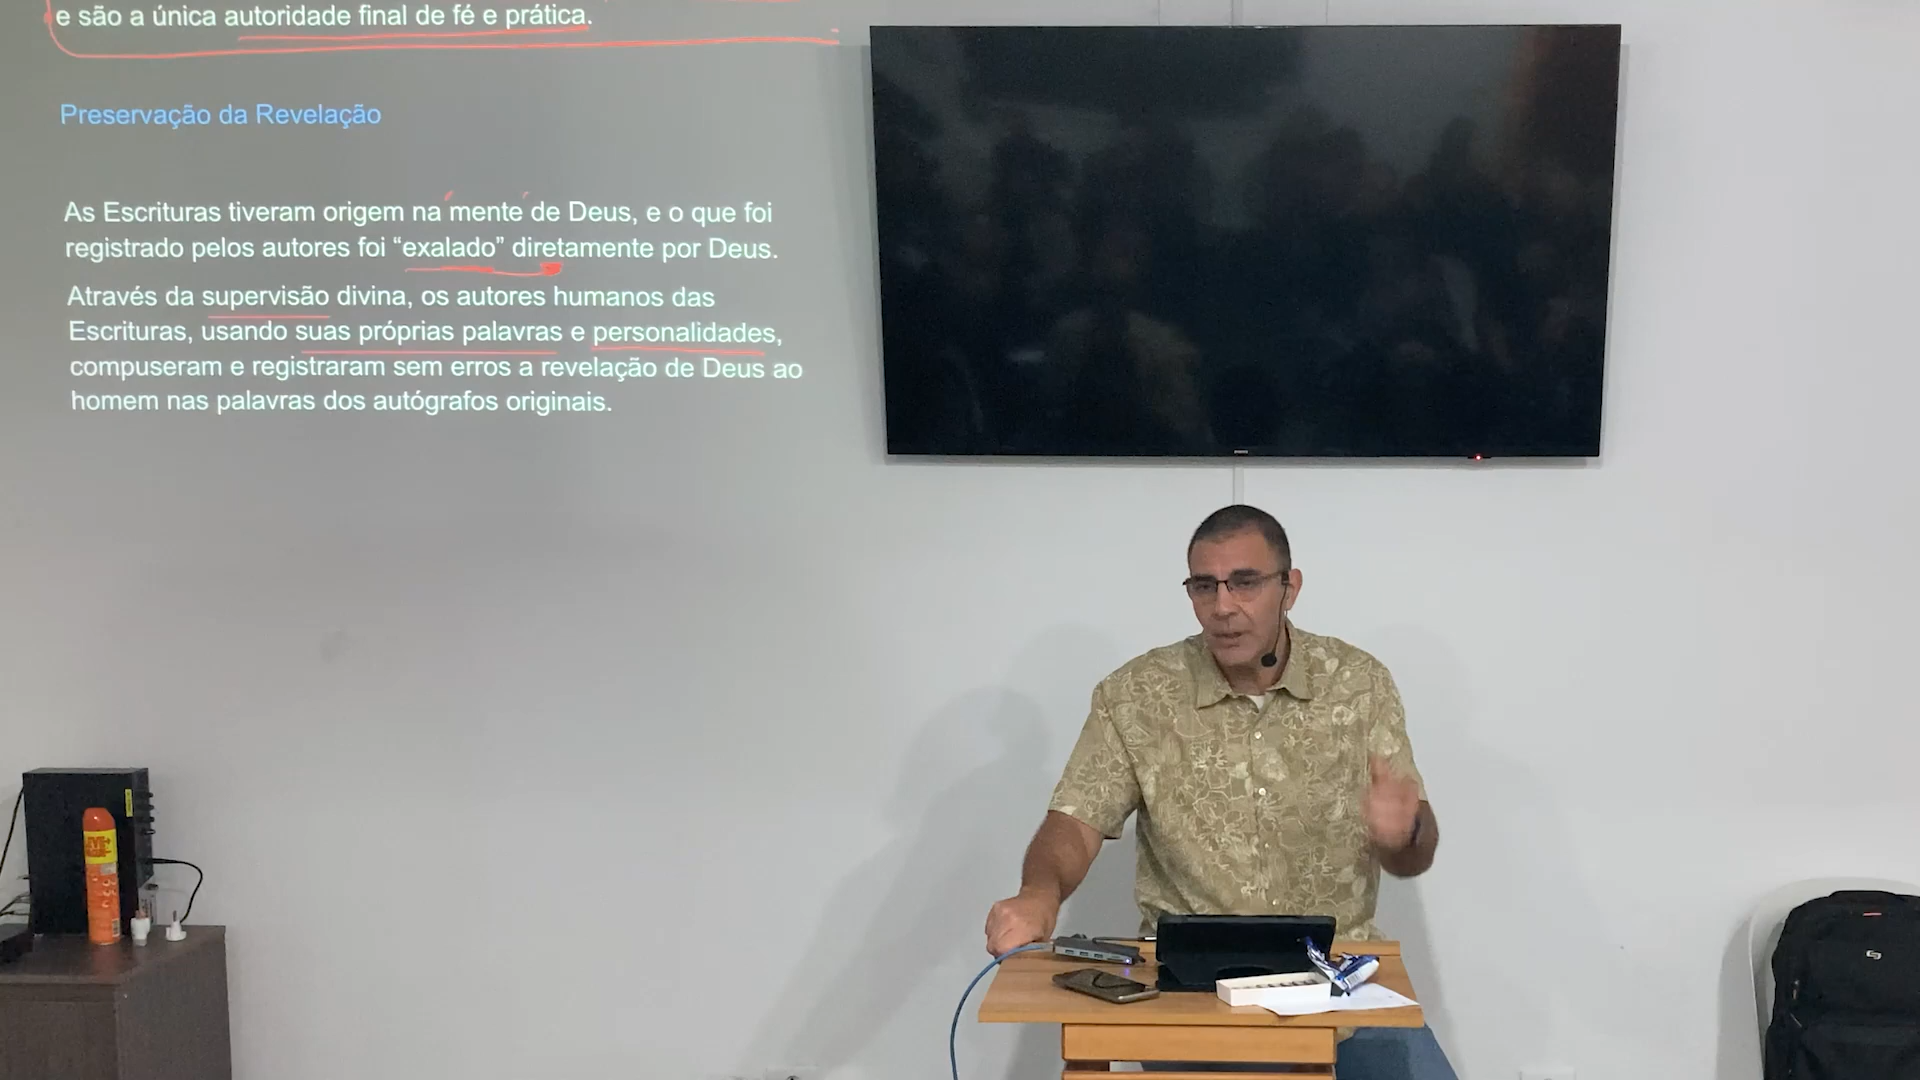 e são a única autoridade final de fé e prática.
Preservação da Revelação
As Escrituras tiveram origem na mente de Deus, e o que foi
registrado pelos autores foi “exalado” diretamente por Deus.
Através da supervisão divina, os autores humanos das
Escrituras, usando suas próprias palavras e personalidades,
compuseram e registraram sem erros a revelação de Deus ao
homem nas palavras dos autógrafos originais.